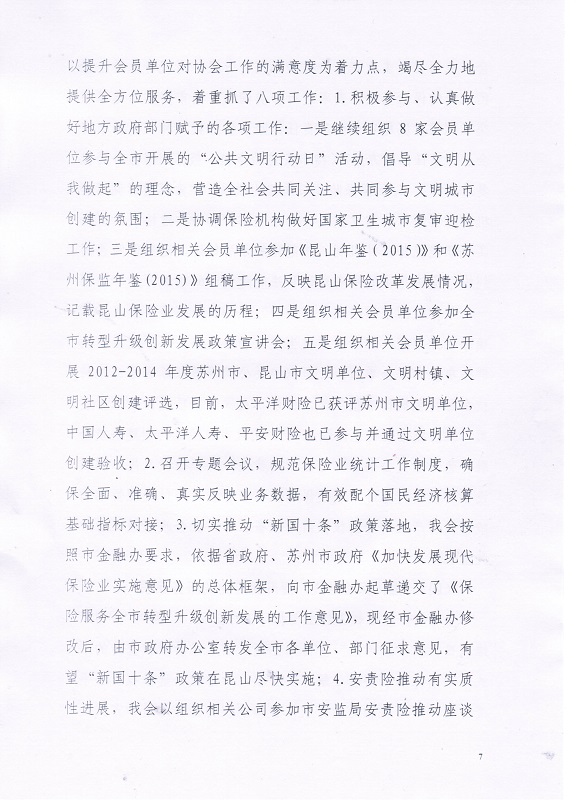 以提升会员单位对协会工作的满意度为着力点，竭尽全力地
提供全方位服务，着重抓了八项工作：1.积极参与、认真做
好地方政府部门赋予的各项工作：一是继续组织 8 家会员单
位参与全市开展的“公共文明行动日”活动，倡导“文明从
我做起”的理念，营造全社会共同关注、共同参与文明城市
创建的氛围；二是协调保险机构做好国家卫生城市复审迎检
工作；三是组织相关会员单位参加《昆山年鉴(2015)》和《苏
州保监年鉴(2015)》组稿工作，反映昆山保险改革发展情况，
记载昆山保险业发展的历程；四是组织相关会员单位参加全
市转型升级创新发展政策宣讲会；五是组织相关会员单位开
展 2012-2014 年度苏州市、昆山市文明单位、文明村镇、文
明社区创建评选，目前，太平洋财险已获评苏州市文明单位，
中国人寿、太平洋人寿、平安财险也已参与并通过文明单位
创建验收；2.召开专题会议，规范保险业统计工作制度，确
保全面、准确、真实反映业务数据，有效配个国民经济核算
基础指标对接；3.切实推动“新国十条”政策落地，我会按
照市金融办要求，依据省政府、苏州市政府《加快发展现代
保险业实施意见》的总体框架，向市金融办起草递交了《保
险服务全市转型升级创新发展的工作意见》，现经市金融办修
改后，由市政府办公室转发全市各单位、部门征求意见，有
望“新国十条”政策在昆山尽快实施；4.安责险推动有实质
性进展，我会以组织相关公司参加市安监局安责险推动座谈
7